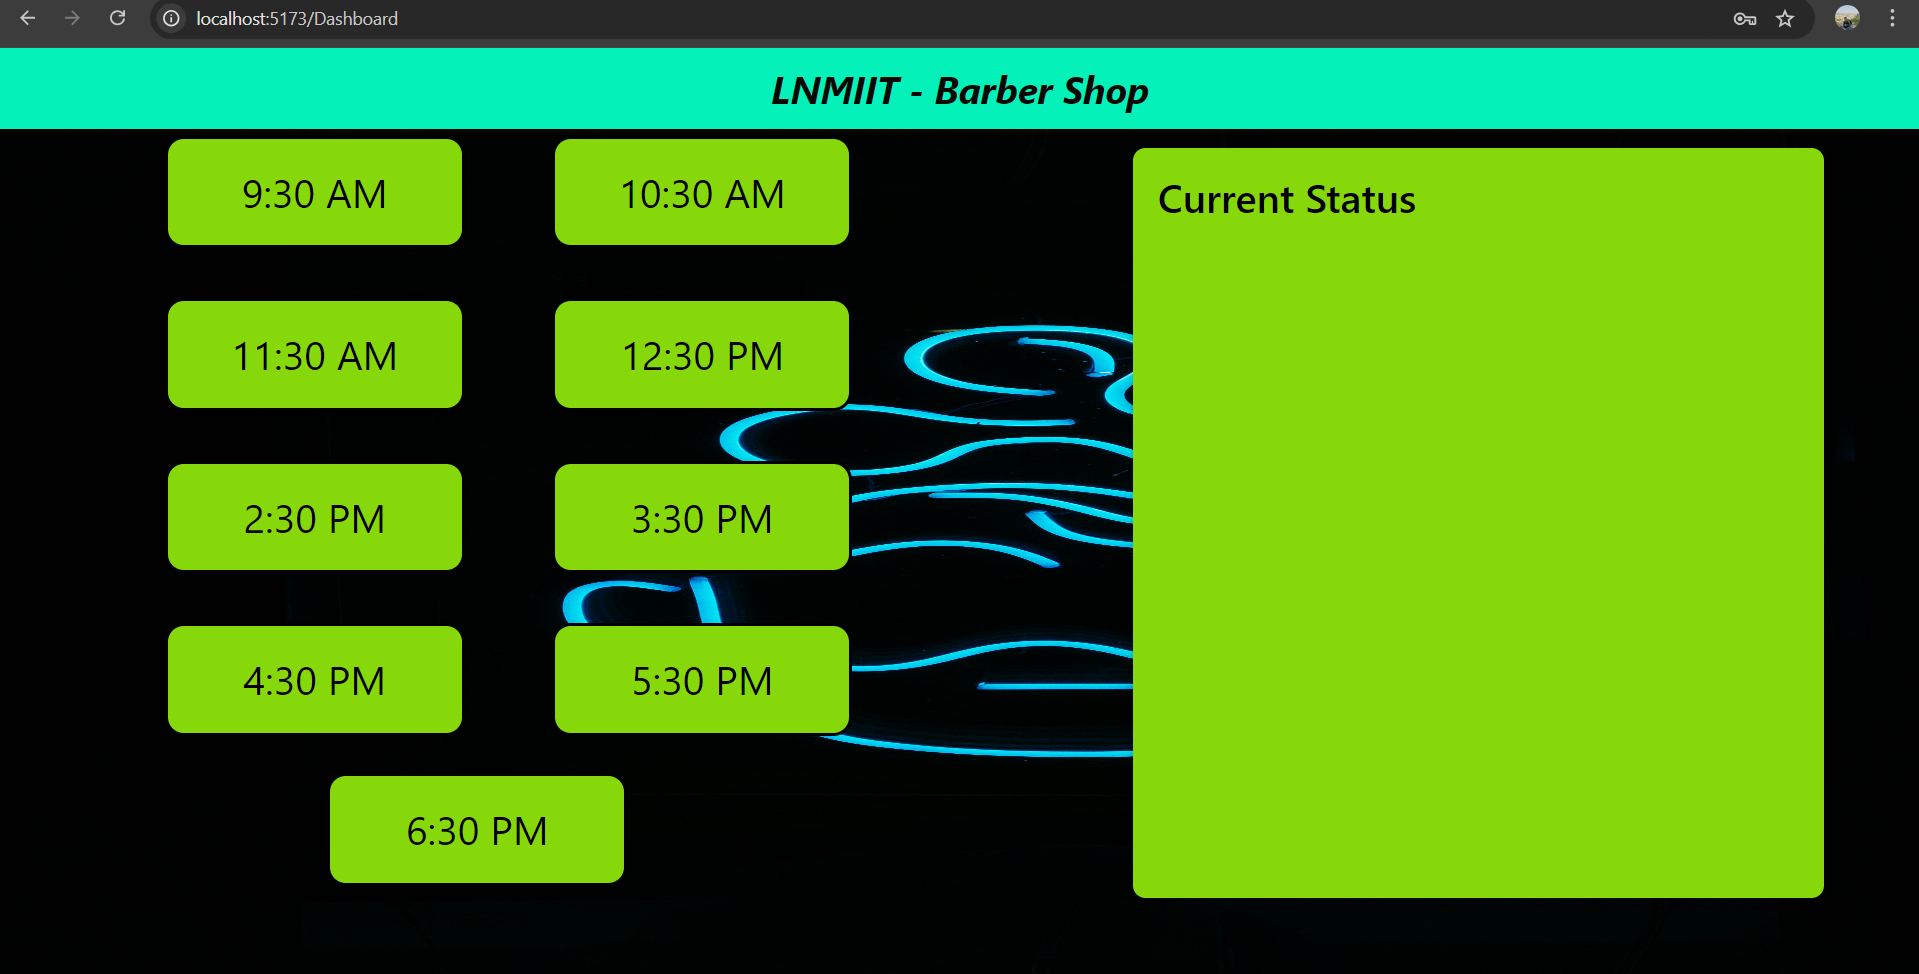 localhost:5173/Dashboard
LNMIIT - Barber Shop
9:30 AM
10:30 AM
11:30 AM
12:30 PM
2:30 PM
3:30 PM
4:30 PM
5:30 PM
6:30 PM
Current Status